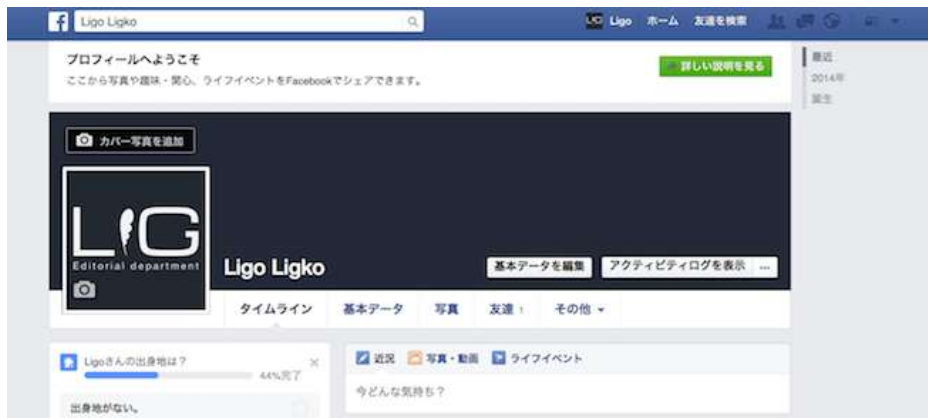 Ligo Ligko
LIG Ligo ホーム 友達を検索
プロフィールへようこそ
ここから写真や趣味・関心、ライフイベントをFacebookでシェアできます。
詳しい説明を見る
最近
2014年
誕生
カバー写真を追加
LIG
Editorial department
Ligo Ligko
基本データを編集 アクティビティログを表示 ...
タイムライン 基本データ 写真 友達 1 その他
Ligoさんの出身地は？ ×
44%完了
出身地がない。
近況 写真・動画 ライフイベント
今どんな気持ち？